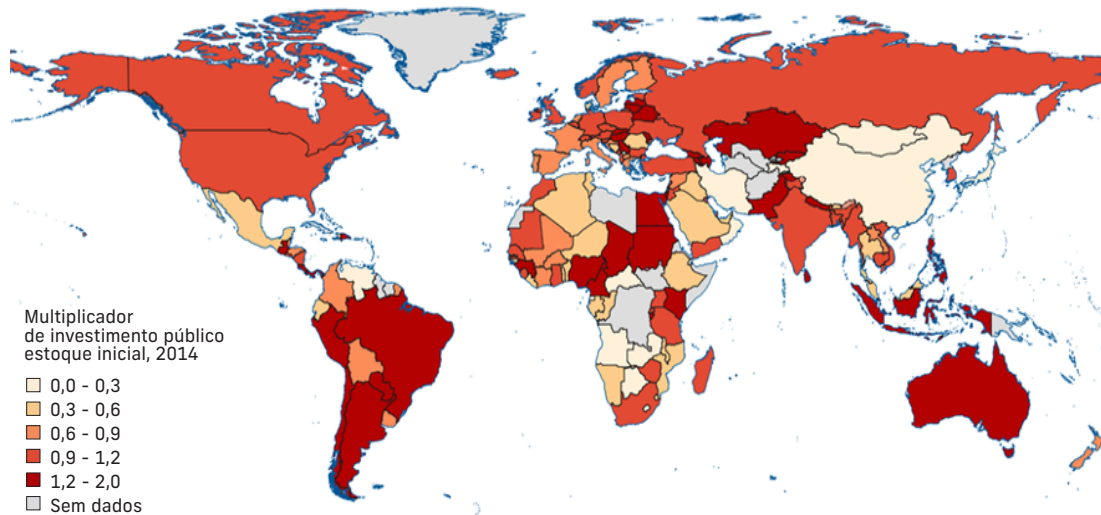 Multiplicador
de investimento público
estoque inicial, 2014
0,0 - 0,3
0,3 - 0,6
0,6 - 0,9
0,9 - 1,2
1,2 - 2,0
Sem dados